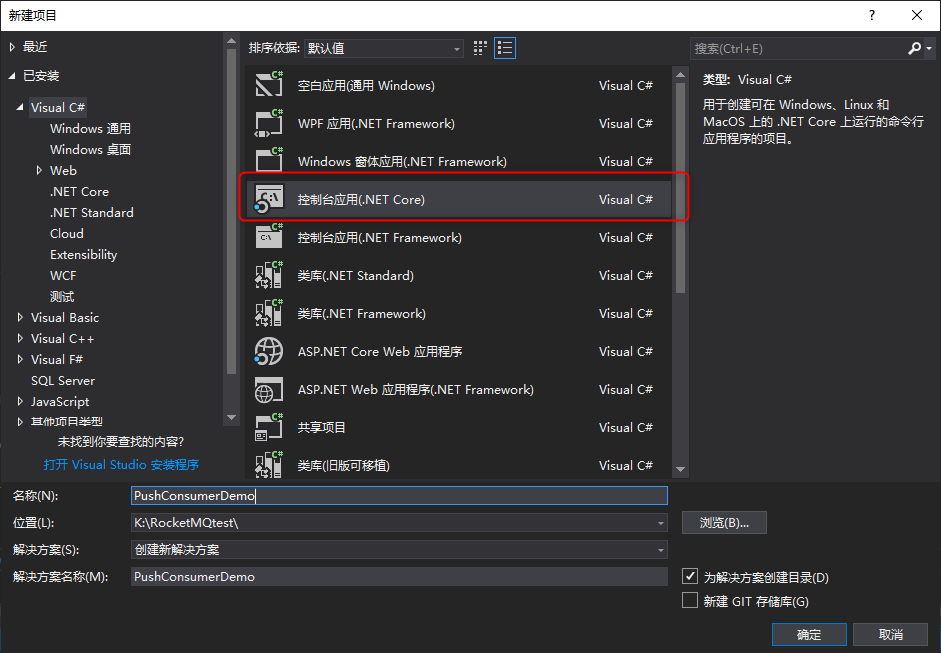 新建项目
?
最近
已安装
Visual C#
Windows 通用
Windows 桌面
Web
.NET Core
.NET Standard
Cloud
Extensibility
WCF
测试
Visual Basic
Visual C++
Visual F#
SQL Server
JavaScript
其他项目类型
未找到你要查找的内容?
打开 Visual Studio 安装程序
排序依据: 默认值
空白应用(通用 Windows) Visual C#
WPF 应用(.NET Framework) Visual C#
Windows 窗体应用(.NET Framework) Visual C#
控制台应用(.NET Core) Visual C#
控制台应用(.NET Framework) Visual C#
类库(.NET Standard) Visual C#
类库(.NET Framework) Visual C#
ASP.NET Core Web 应用程序 Visual C#
ASP.NET Web 应用程序(.NET Framework) Visual C#
共享项目 Visual C#
类库(旧版可移植) Visual C#
搜索(Ctrl+E)
类型: Visual C#
用于创建可在 Windows、Linux 和
MacOS 上的 .NET Core 上运行的命令行
应用程序的项目。
名称(N): PushConsumerDemo
位置(L): K:\RocketMQtest\
浏览(B)...
解决方案(S): 创建新解决方案
解决方案名称(M): PushConsumerDemo
为解决方案创建目录(D)
新建 GIT 存储库(G)
确定
取消